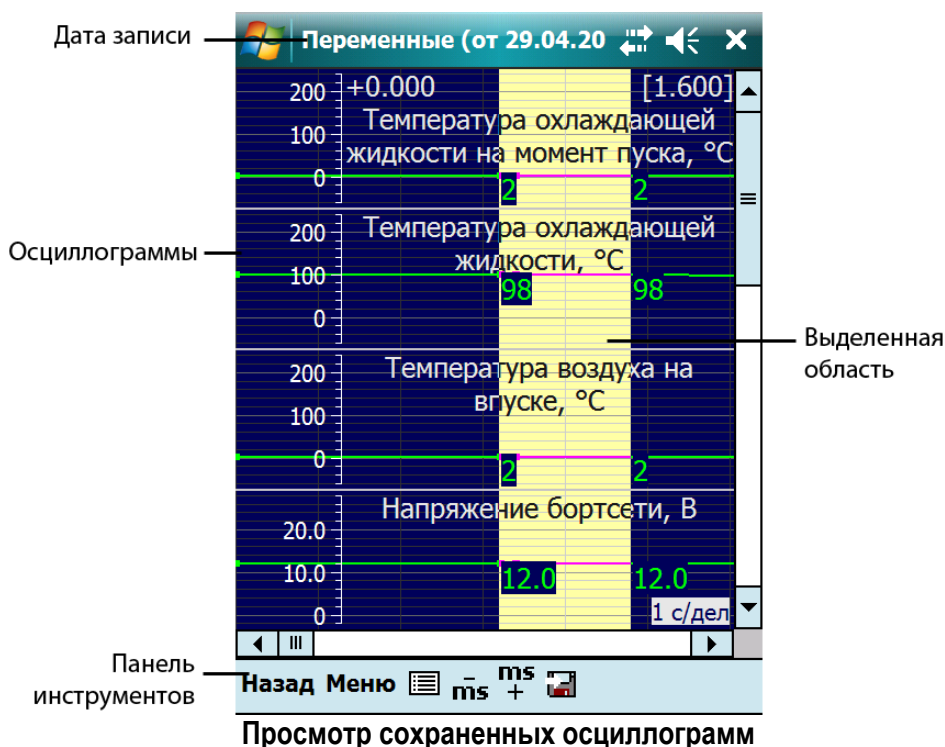 Дата записи
Переменные (от 29.04.20
+0.000 [1.600]
200
100
0
Температура охлаждающей
жидкости на момент пуска, °C
2 2
Осциллограммы
200
100
0
Температура охлаждающей
жидкости, °C
98 98
Выделенная
область
200
100
0
Температура воздуха на
впуске, °C
2 2
20.0
10.0
0
Напряжение бортсети, В
12.0 12.0
1 с/дел
Панель
инструментов
Назад Меню
–
ms
ms
+
Просмотр сохраненных осциллограмм